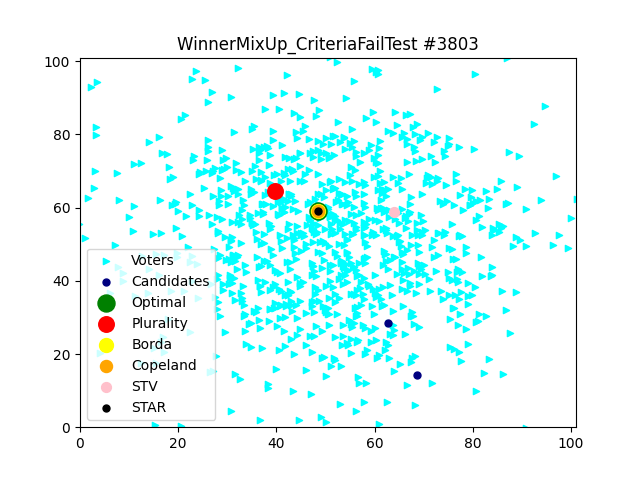 WinnerMixUp_CriteriaFailTest #3803
100
80
60
40
20
0
0
20
40
60
80
100
Voters
Candidates
Optimal
Plurality
Borda
Copeland
STV
STAR